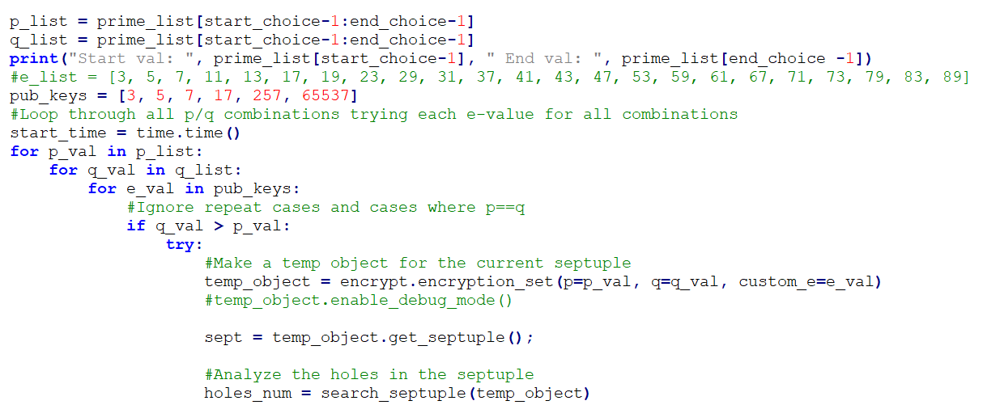 p_list = prime_list[start_choice-1:end_choice-1]
q_list = prime_list[start_choice-1:end_choice-1]
print("Start val: ", prime_list[start_choice-1], " End val: ", prime_list[end_choice -1])
#e_list = [3, 5, 7, 11, 13, 17, 19, 23, 29, 31, 37, 41, 43, 47, 53, 59, 61, 67, 71, 73, 79, 83, 89]
pub_keys = [3, 5, 7, 17, 257, 65537]
#Loop through all p/q combinations trying each e-value for all combinations
start_time = time.time()
for p_val in p_list:
    for q_val in q_list:
        for e_val in pub_keys:
            #Ignore repeat cases and cases where p==q
            if q_val > p_val:
                try:
                    #Make a temp object for the current septuple
                    temp_object = encrypt.encryption_set(p=p_val, q=q_val, custom_e=e_val)
                    #temp_object.enable_debug_mode()

                    sept = temp_object.get_septuple();

                    #Analyze the holes in the septuple
                    holes_num = search_septuple(temp_object)